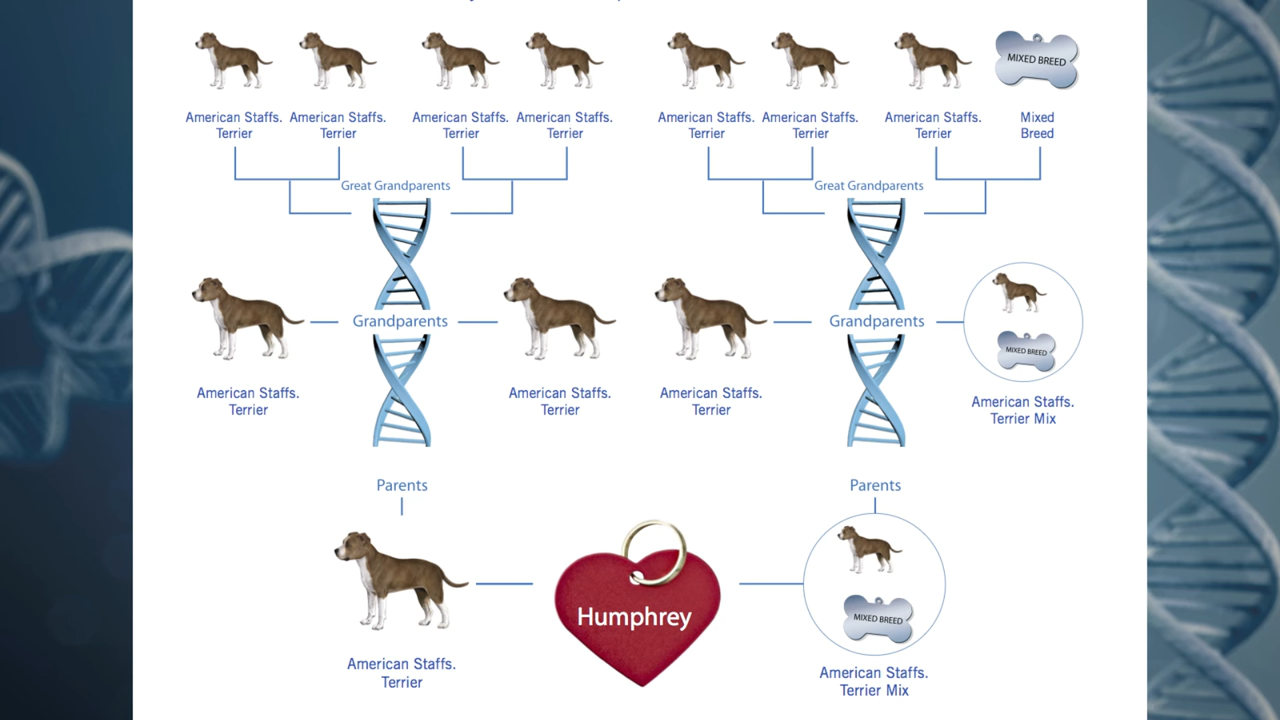 American Staffs. American Staffs. American Staffs. American Staffs. American Staffs. American Staffs. American Staffs. Mixed
Terrier Terrier Terrier Terrier Terrier Terrier Terrier Breed
MIXED BREED
Great Grandparents Great Grandparents
Grandparents Grandparents
MIXED BREED
American Staffs. American Staffs. American Staffs. American Staffs.
Terrier Terrier Terrier Terrier Mix
Parents Parents
Humphrey
MIXED BREED
American Staffs. American Staffs.
Terrier Terrier Mix